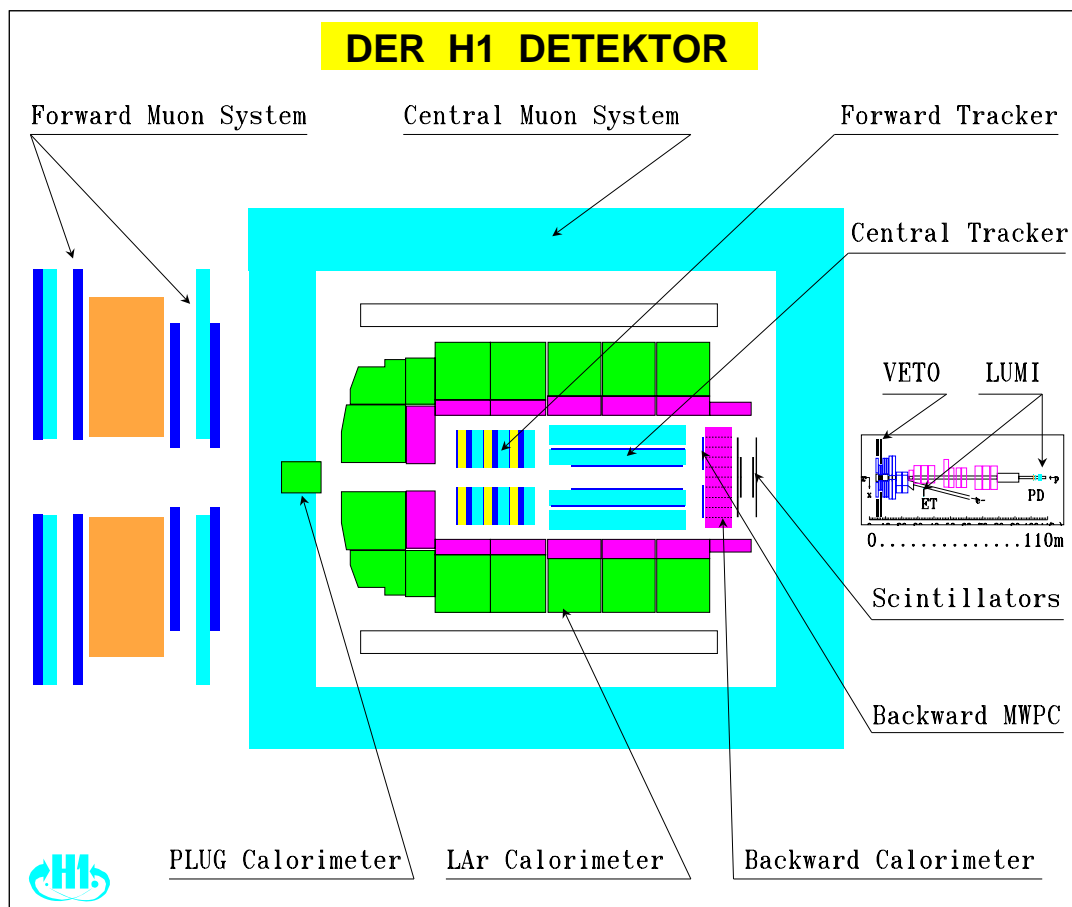 DER H1 DETEKTOR
Forward Muon System
Central Muon System
Forward Tracker
Central Tracker
VETO
LUMI
ET
e-
PD
p
x
0..............110m
Scintillators
Backward MWPC
PLUG Calorimeter
LAr Calorimeter
Backward Calorimeter
H1